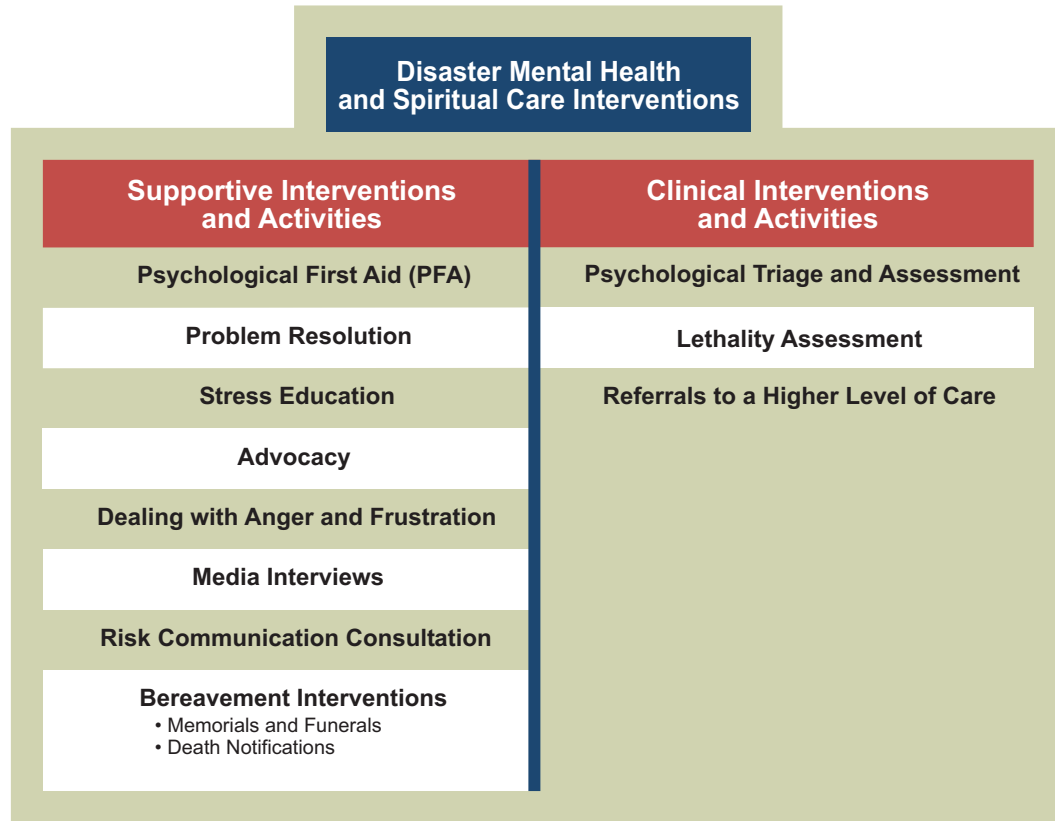 Disaster Mental Health
and Spiritual Care Interventions
Supportive Interventions
and Activities
Psychological First Aid (PFA)
Problem Resolution
Stress Education
Advocacy
Dealing with Anger and Frustration
Media Interviews
Risk Communication Consultation
Bereavement Interventions
• Memorials and Funerals
• Death Notifications
Clinical Interventions
and Activities
Psychological Triage and Assessment
Lethality Assessment
Referrals to a Higher Level of Care